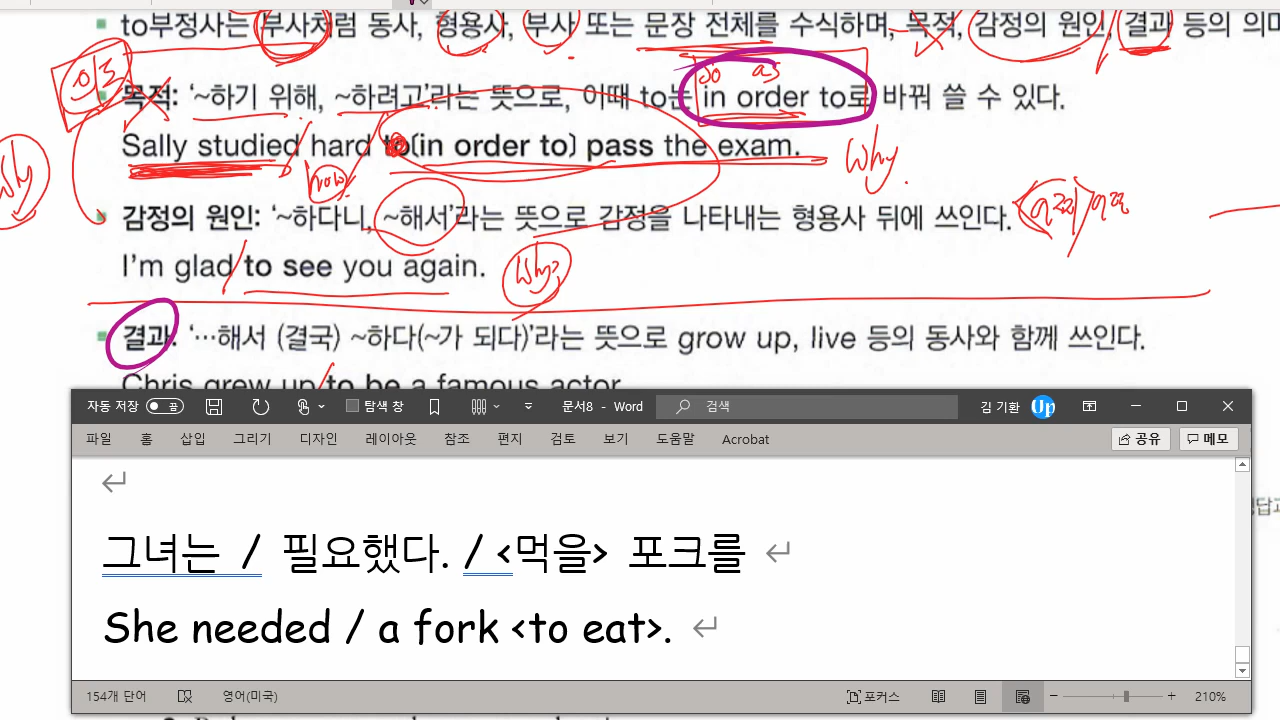 to부정사는 부사처럼 동사, 형용사, 부사 또는 문장 전체를 수식하며, 목적, 감정의 원인, 결과 등의 의미
의도
so as
목적: ‘~하기 위해, ~하려고’라는 뜻으로, 이때 to는 in order to로 바꿔 쓸 수 있다.
Sally studied hard to(in order to) pass the exam.
Why
Why.
how
감정의 원인: ‘~하다니, ~해서’라는 뜻으로 감정을 나타내는 형용사 뒤에 쓰인다.
I’m glad to see you again.
Why?
결과: ‘…해서 (결국) ~하다(~가 되다)’라는 뜻으로 grow up, live 등의 동사와 함께 쓰인다.
Chris grew up to be a famous actor.
자동 저장 끔 탐색 창 문서8 - Word 검색 김 기환 Up
파일 홈 삽입 그리기 디자인 레이아웃 참조 편지 검토 보기 도움말 Acrobat 공유 메모
그녀는 / 필요했다. / <먹을> 포크를
She needed / a fork <to eat>.
154개 단어 영어(미국) 포커스 210%